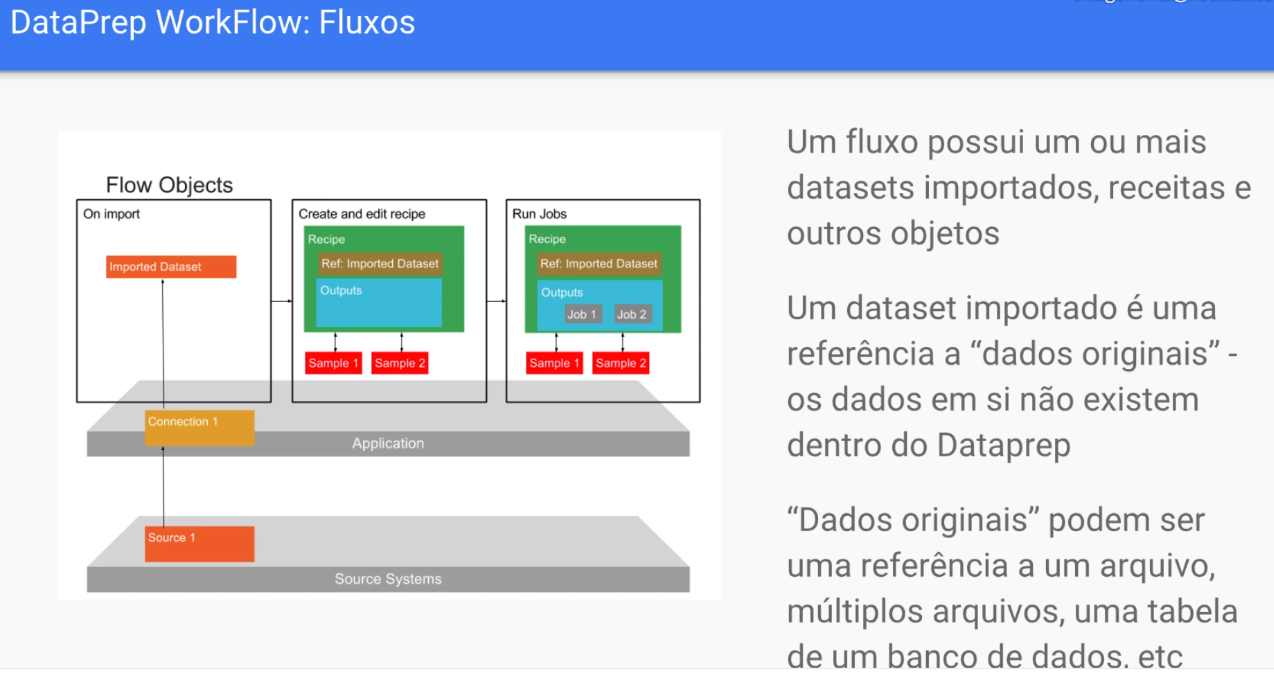 DataPrep WorkFlow: Fluxos
Flow Objects
On import
Imported Dataset
Create and edit recipe
Recipe
Ref: Imported Dataset
Outputs
Sample 1
Sample 2
Run Jobs
Recipe
Ref: Imported Dataset
Outputs
Job 1
Job 2
Sample 1
Sample 2
Connection 1
Application
Source 1
Source Systems
Um fluxo possui um ou mais
datasets importados, receitas e
outros objetos
Um dataset importado é uma
referência a “dados originais” -
os dados em si não existem
dentro do Dataprep
“Dados originais” podem ser
uma referência a um arquivo,
múltiplos arquivos, uma tabela
de um banco de dados, etc